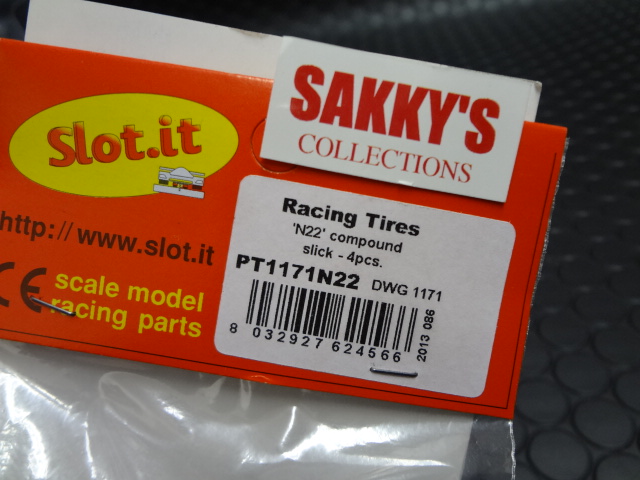 SAKKY'S
COLLECTIONS
Slot.it
http://www.slot.it
CE scale model
racing parts
Racing Tires
'N22' compound
slick - 4pcs.
PT1171N22 DWG 1171
8 032927 624566
2013 086